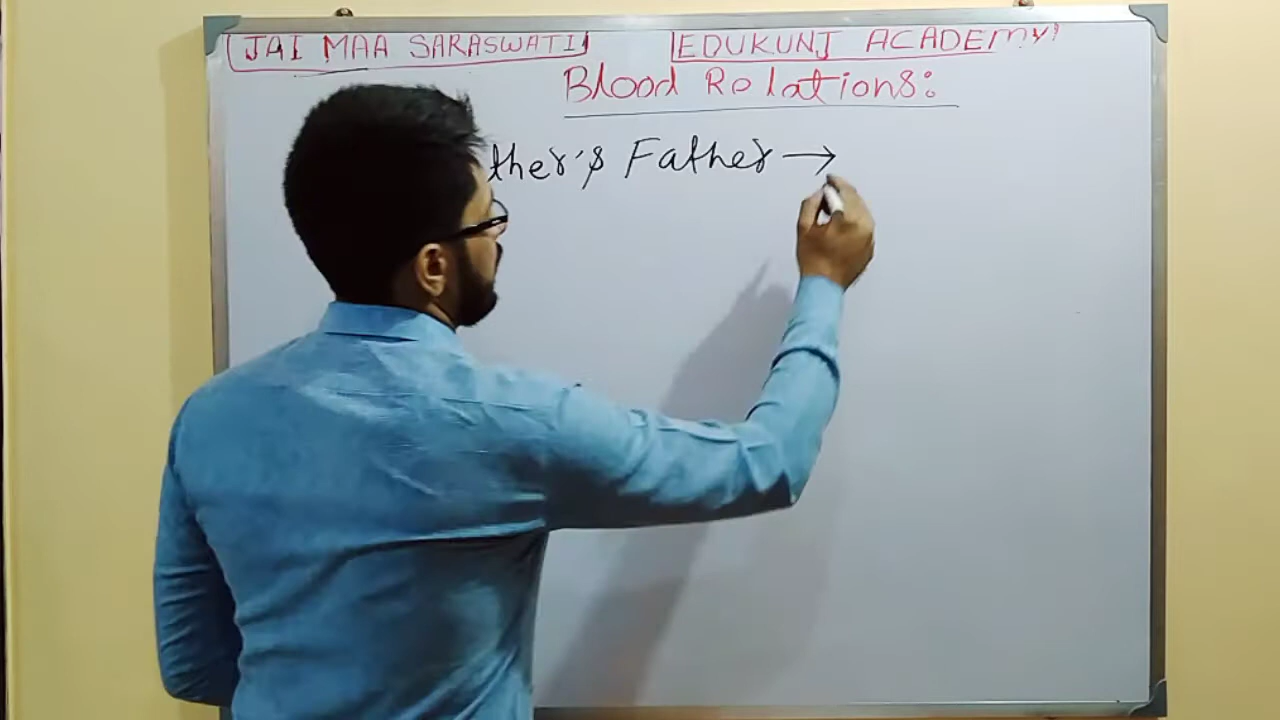 JAI MAA SARASWATI EDUKUNJ ACADEMY
Blood Relations:
ther's Father →